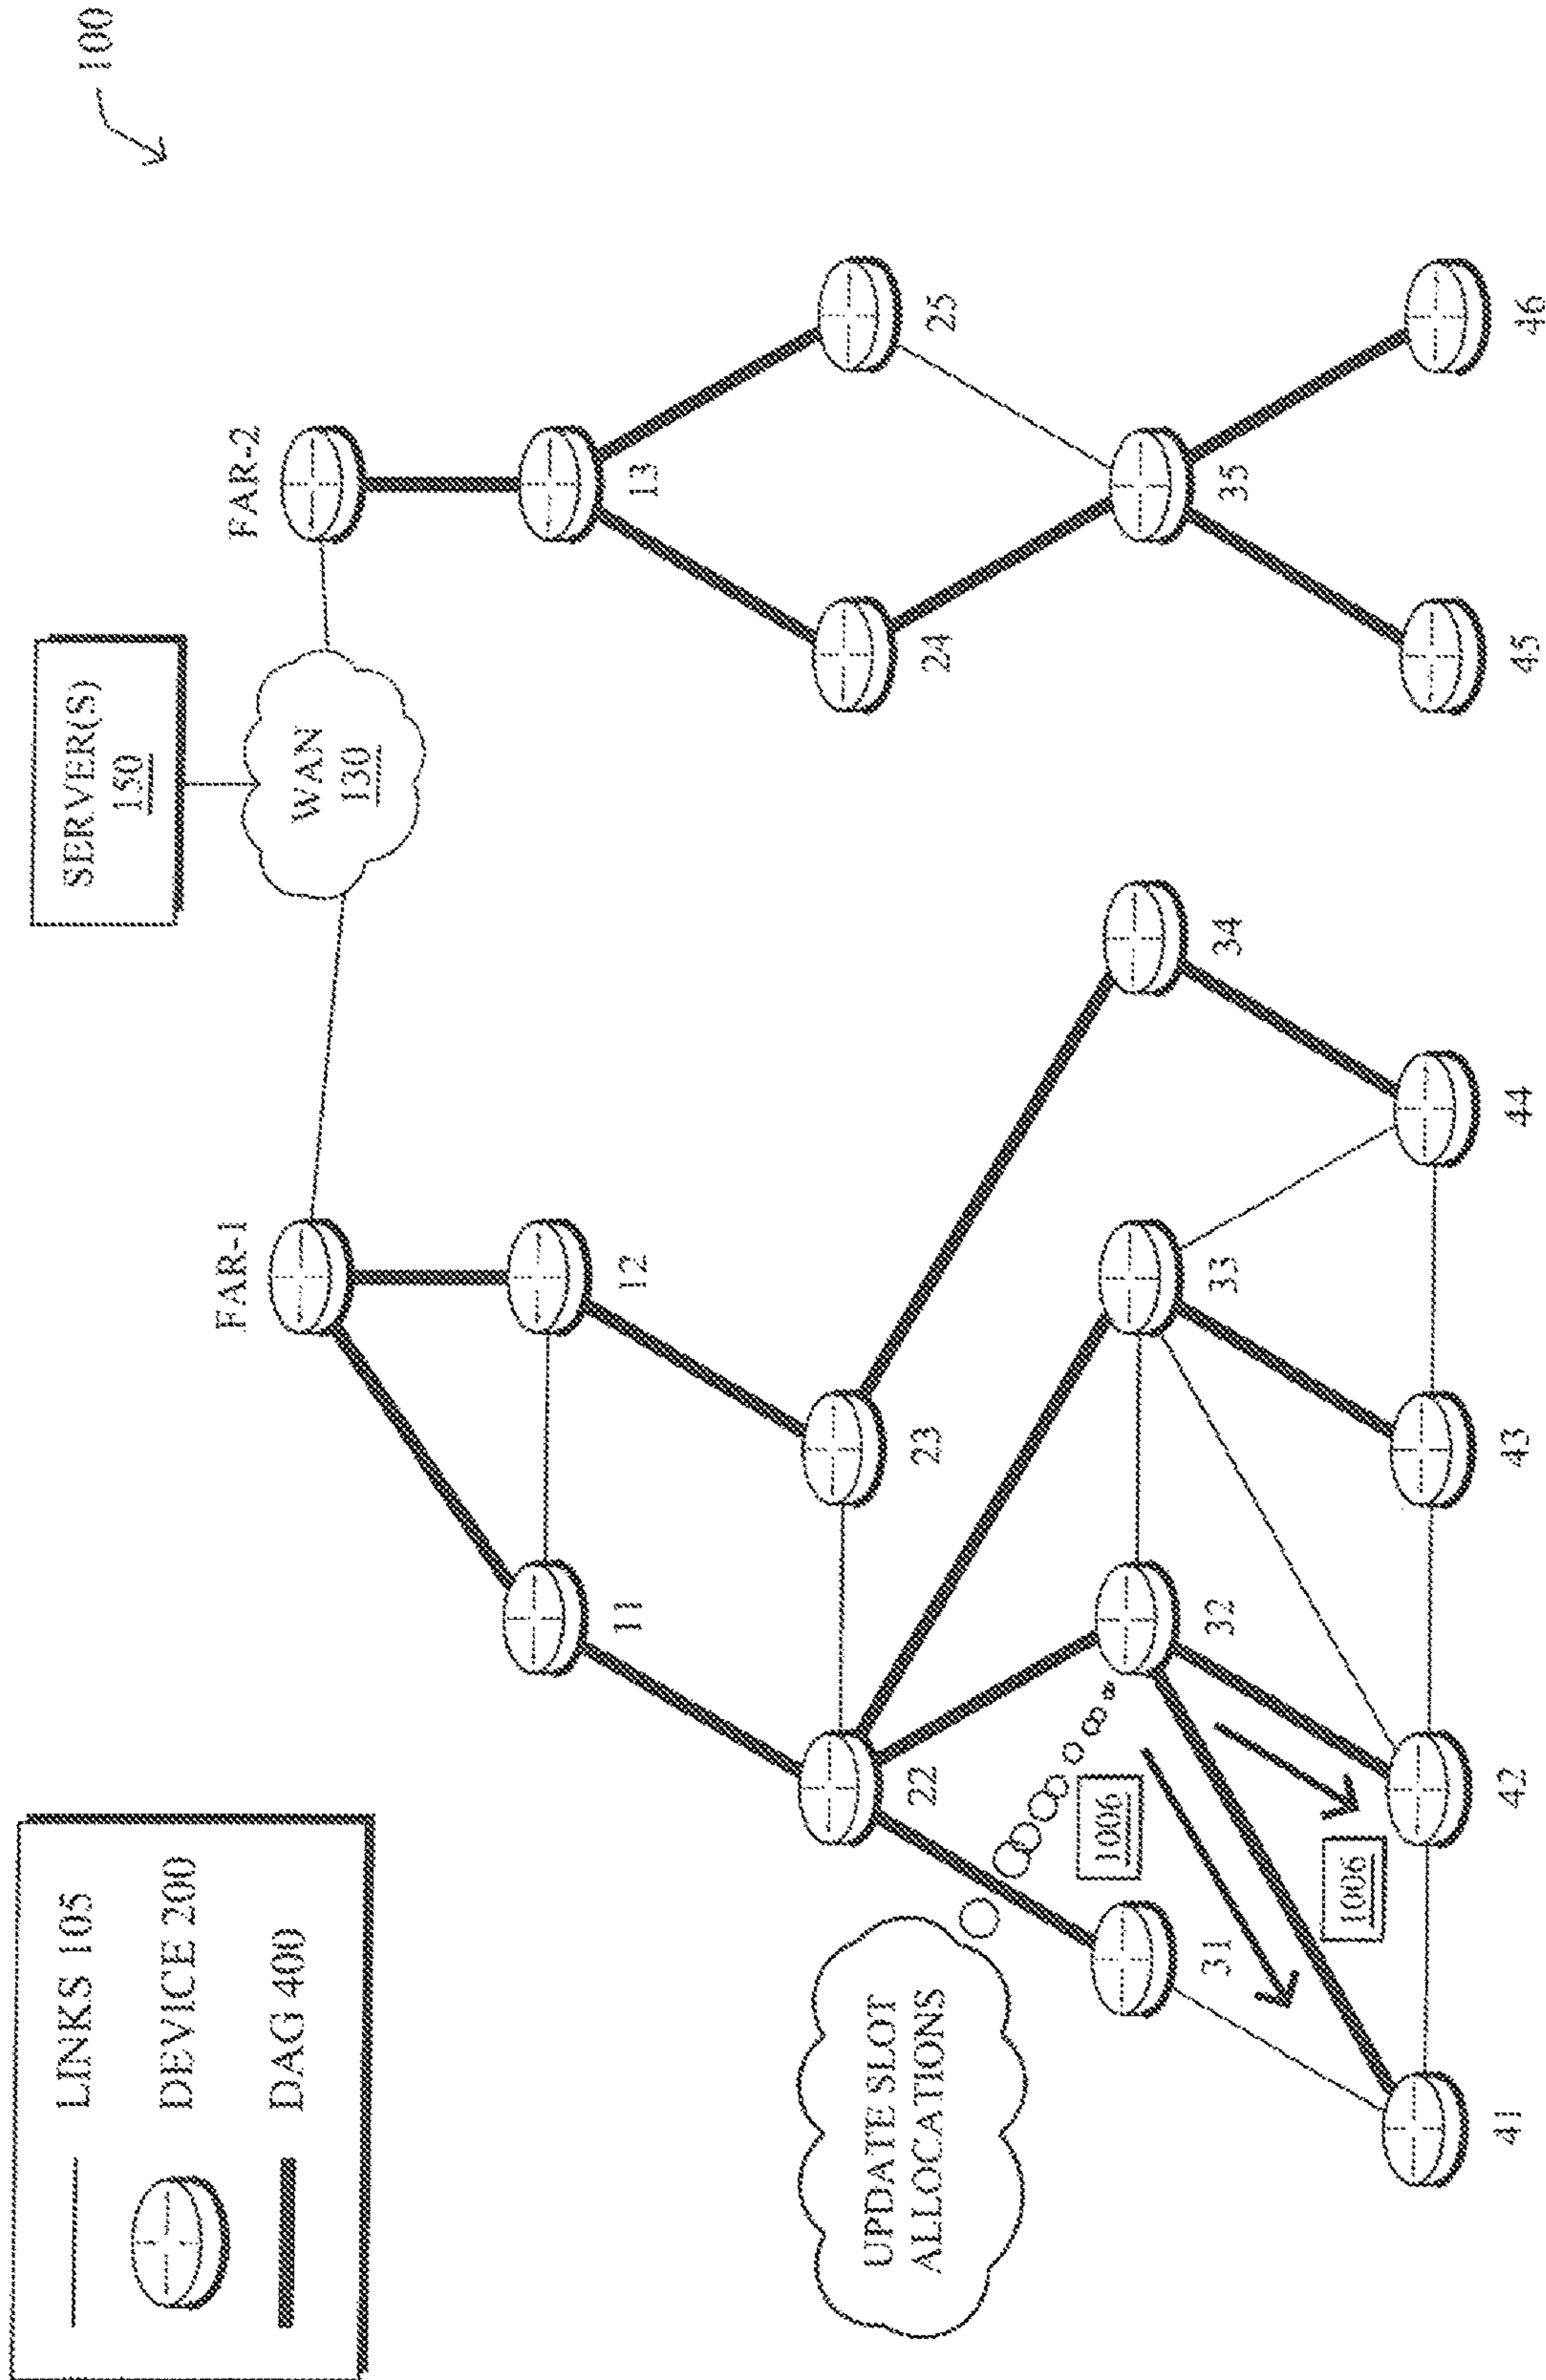 100
LINKS 105
DEVICE 200
DAG 400
SERVER(S)
150
WAN
130
FAR-1
FAR-2
11
12
13
22
23
24
25
UPDATE SLOT
ALLOCATIONS
1006
1006
31
32
33
34
35
41
42
43
44
45
46